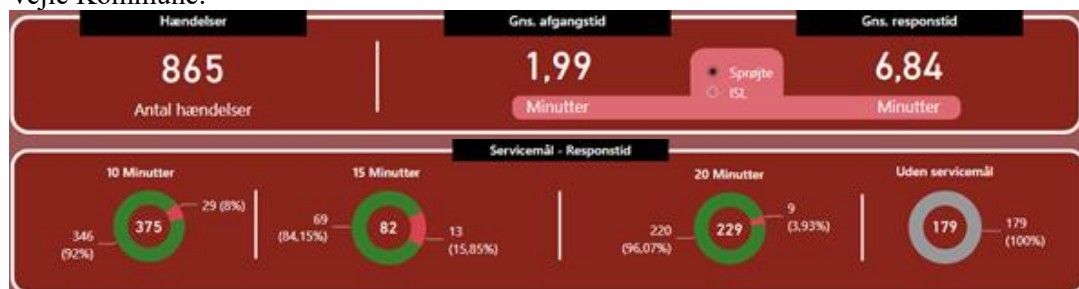 Vejle Kommune:
Hændelser
Gns. afgangstid
Gns. responstid
865
Antal hændelser
1,99
Minutter
Sprøjte
ISL
6,84
Minutter
Servicemål - Responstid
10 Minutter
375
29 (8%)
346
(92%)
15 Minutter
82
69
(84,15%)
13
(15,85%)
20 Minutter
229
9
(3,93%)
220
(96,07%)
Uden servicemål
179
179
(100%)